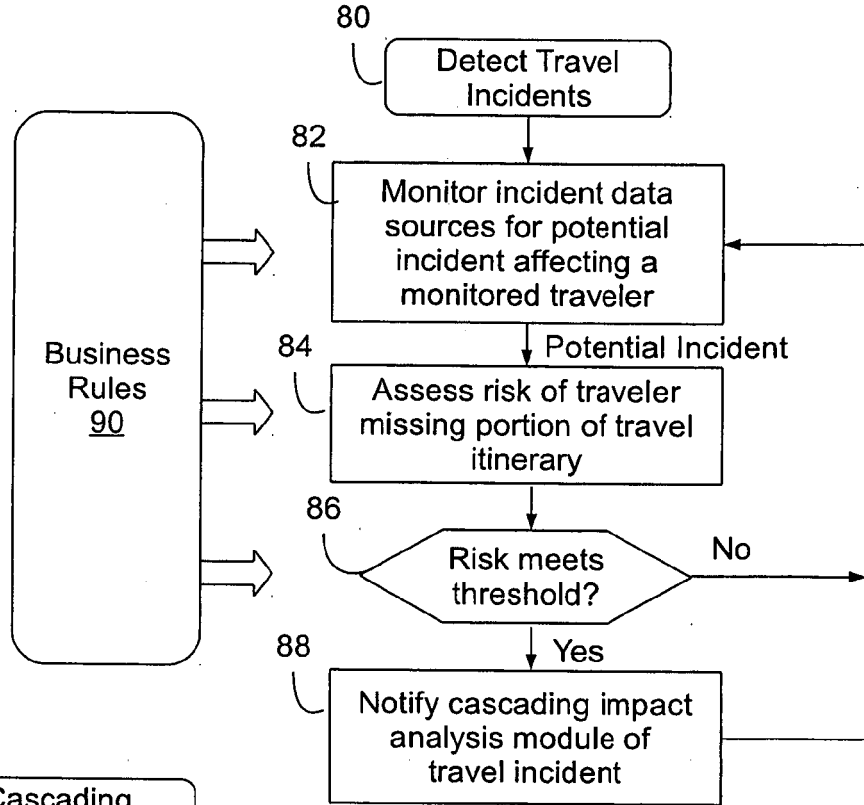 80
Detect Travel
Incidents
82
Monitor incident data
sources for potential
incident affecting a
monitored traveler
Potential Incident
Business
Rules
90
84
Assess risk of traveler
missing portion of travel
itinerary
86
Risk meets
threshold?
No
Yes
88
Notify cascading impact
analysis module of
travel incident
Cascading